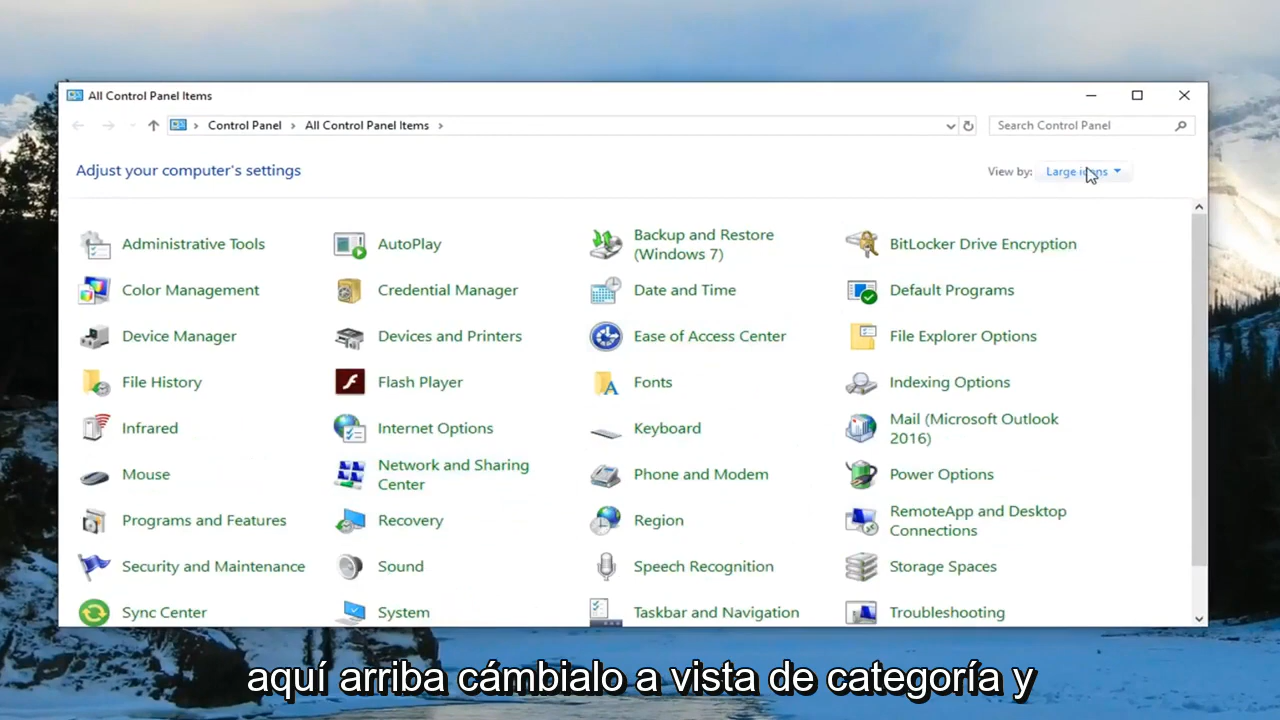 All Control Panel Items
Control Panel > All Control Panel Items >
Search Control Panel
Adjust your computer's settings
View by: Large icons
Administrative Tools
AutoPlay
Backup and Restore
(Windows 7)
BitLocker Drive Encryption
Color Management
Credential Manager
Date and Time
Default Programs
Device Manager
Devices and Printers
Ease of Access Center
File Explorer Options
File History
Flash Player
Fonts
Indexing Options
Infrared
Internet Options
Keyboard
Mail (Microsoft Outlook
2016)
Mouse
Network and Sharing
Center
Phone and Modem
Power Options
Programs and Features
Recovery
Region
RemoteApp and Desktop
Connections
Security and Maintenance
Sound
Speech Recognition
Storage Spaces
Sync Center
System
Taskbar and Navigation
Troubleshooting
aquí arriba cámbialo a vista de categoría y